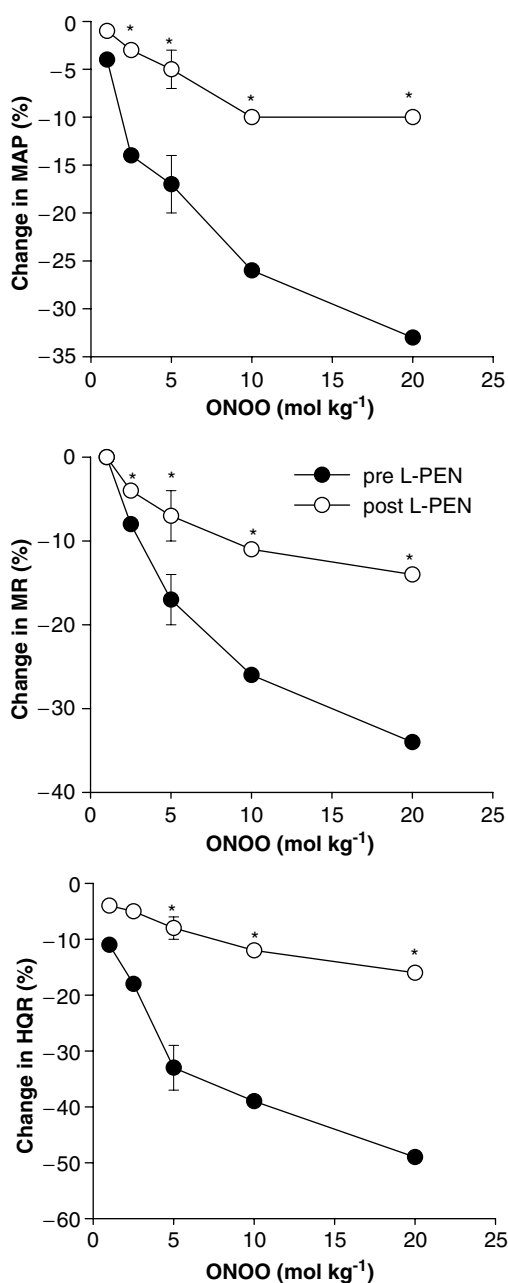 0
−5
−10
−15
−20
−25
−30
−35
Change in MAP (%)
* * * *
0 5 10 15 20 25
ONOO (mol kg-1)
0
−10
−20
−30
−40
Change in MR (%)
* * * *
pre L-PEN
post L-PEN
0 5 10 15 20 25
ONOO (mol kg-1)
0
−10
−20
−30
−40
−50
−60
Change in HQR (%)
* * *
0 5 10 15 20 25
ONOO (mol kg-1)